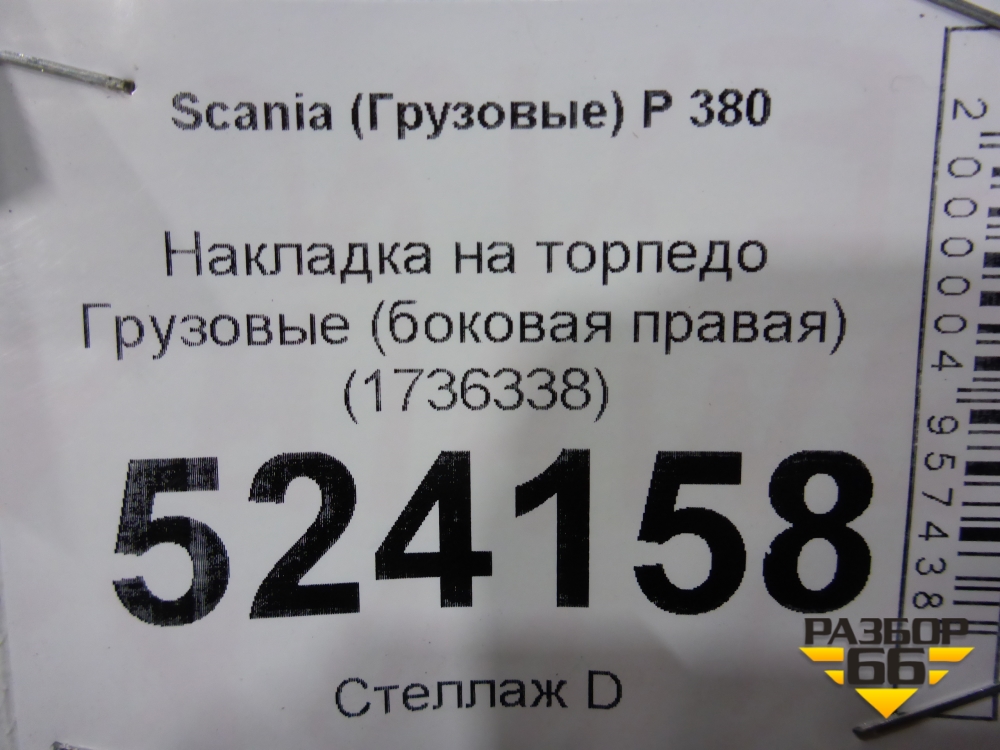 Scania (Грузовые) P 380
Накладка на торпедо
Грузовые (боковая правая)
(1736338)
524158
Стеллаж D
2000004957438
РАЗБОР
66